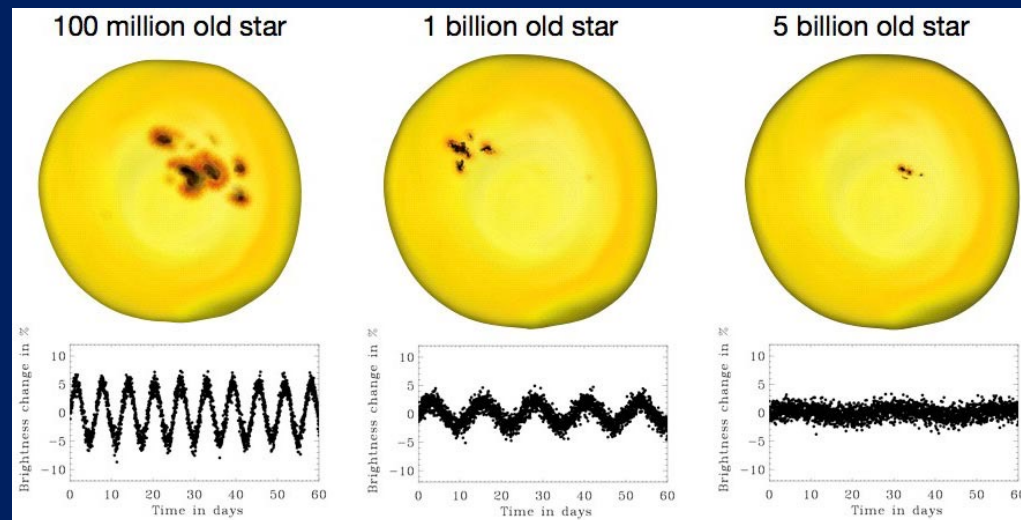 100 million old star
1 billion old star
5 billion old star
Brightness change in %
10
5
0
−5
−10
0 10 20 30 40 50 60
Time in days
Brightness change in %
10
5
0
−5
−10
0 10 20 30 40 50 60
Time in days
Brightness change in %
10
5
0
−5
−10
0 10 20 30 40 50 60
Time in days